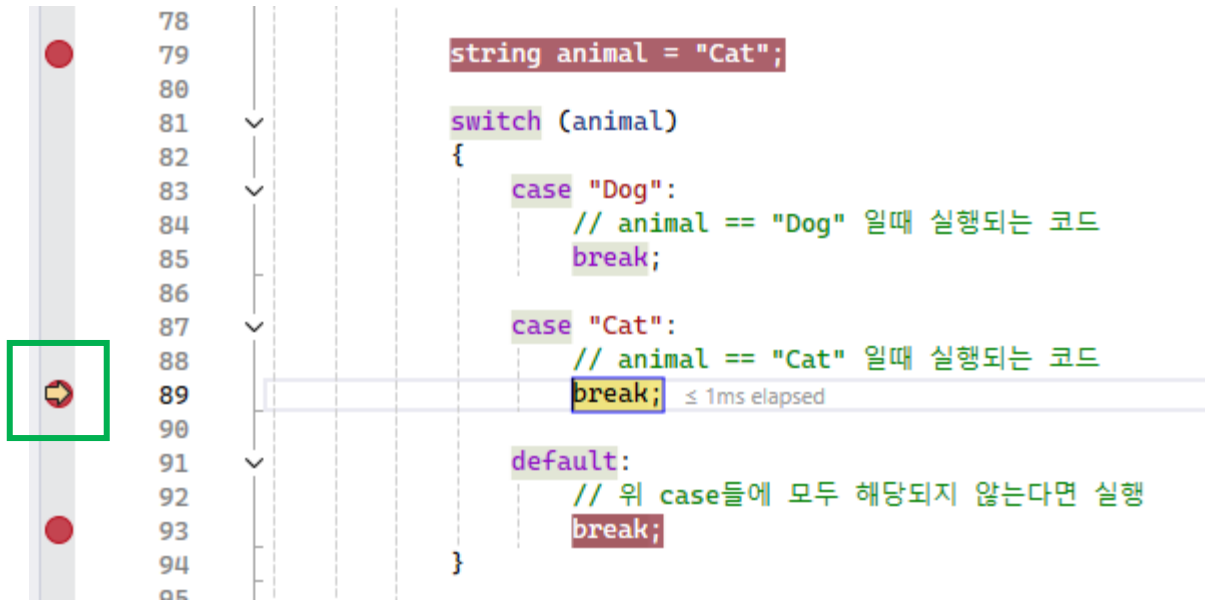 78
79 string animal = "Cat";
80
81 switch (animal)
82 {
83 case "Dog":
84 // animal == "Dog" 일때 실행되는 코드
85 break;
86
87 case "Cat":
88 // animal == "Cat" 일때 실행되는 코드
89 break; ≤ 1ms elapsed
90
91 default:
92 // 위 case들에 모두 해당되지 않는다면 실행
93 break;
94 }
95